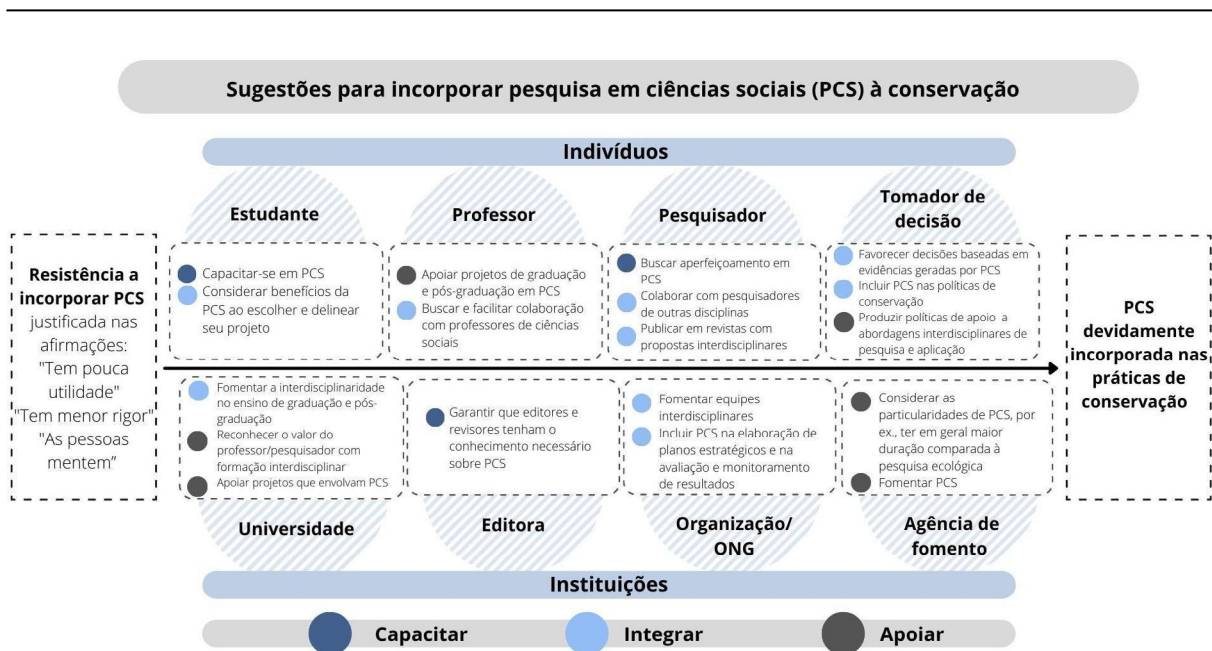 Sugestões para incorporar pesquisa em ciências sociais (PCS) à conservação
Indivíduos
Resistência a
incorporar PCS
justificada nas
afirmações:
"Tem pouca
utilidade"
"Tem menor rigor"
"As pessoas
mentem”
Estudante
Capacitar-se em PCS
Considerar benefícios da
PCS ao escolher e delinear
seu projeto
Professor
Apoiar projetos de graduação
e pós-graduação em PCS
Buscar e facilitar colaboração
com professores de ciências
sociais
Pesquisador
Buscar aperfeiçoamento em
PCS
Colaborar com pesquisadores
de outras disciplinas
Publicar em revistas com
propostas interdisciplinares
Tomador de
decisão
Favorecer decisões baseadas em
evidências geradas por PCS
Incluir PCS nas políticas de
conservação
Produzir políticas de apoio a
abordagens interdisciplinares de
pesquisa e aplicação
Fomentar a interdisciplinaridade
no ensino de graduação e pós-
graduação
Reconhecer o valor do
professor/pesquisador com
formação interdisciplinar
Apoiar projetos que envolvam PCS
Universidade
Garantir que editores e
revisores tenham o
conhecimento necessário
sobre PCS
Editora
Fomentar equipes
interdisciplinares
Incluir PCS na elaboração de
planos estratégicos e na
avaliação e monitoramento
de resultados
Organização/
ONG
Considerar as
particularidades de PCS, por
ex., ter em geral maior
duração comparada à
pesquisa ecológica
Fomentar PCS
Agência de
fomento
PCS
devidamente
incorporada nas
práticas de
conservação
Instituições
Capacitar
Integrar
Apoiar